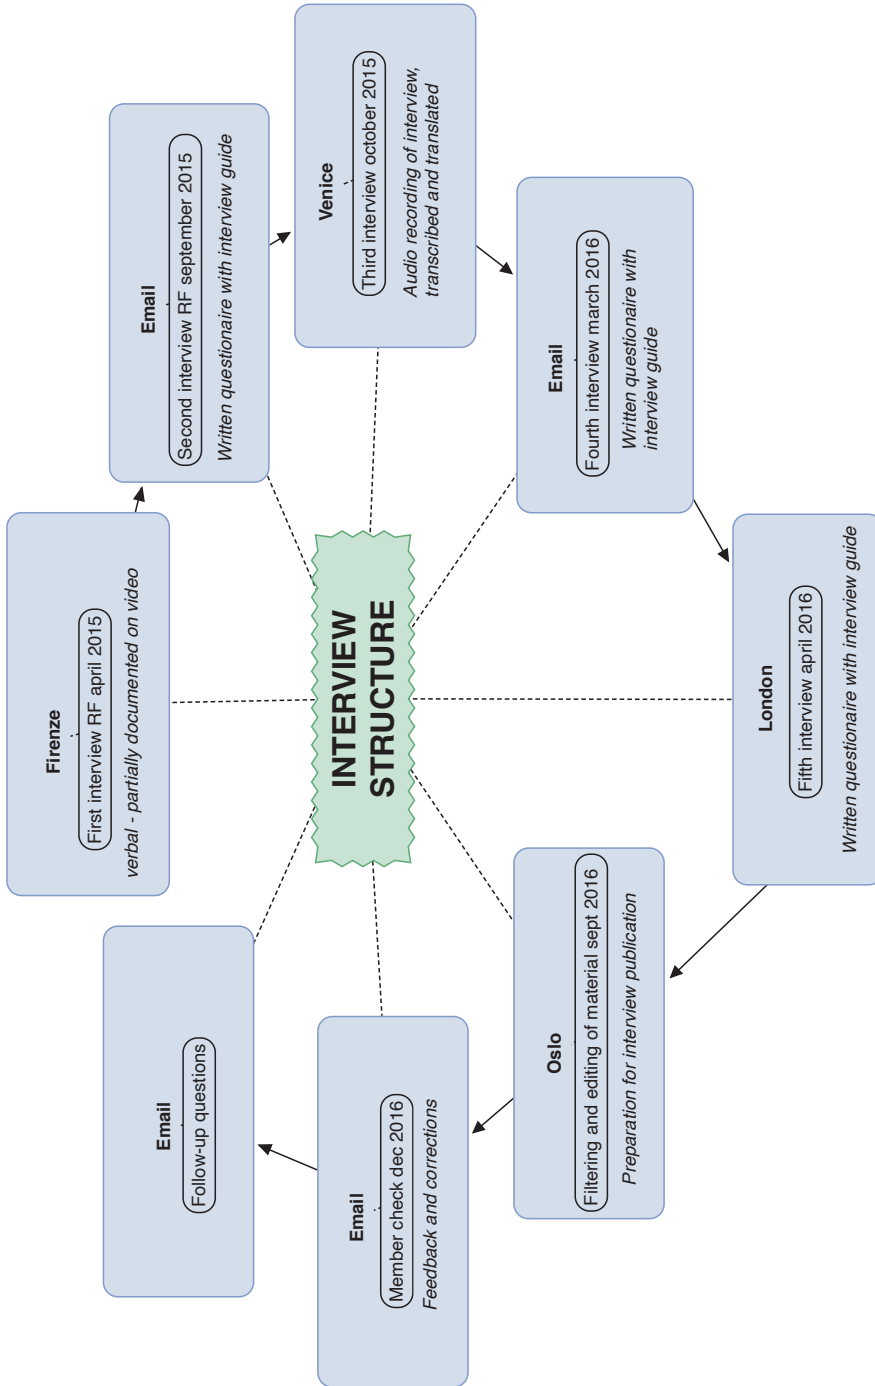 Firenze
First interview RF april 2015
verbal - partially documented on video
Email
Second interview RF september 2015
Written questionaire with interview guide
Venice
Third interview october 2015
Audio recording of interview,
transcribed and translated
Email
Fourth interview march 2016
Written questionaire with
interview guide
London
Fifth interview april 2016
Written questionaire with interview guide
Oslo
Filtering and editing of material sept 2016
Preparation for interview publication
Email
Member check dec 2016
Feedback and corrections
Email
Follow-up questions
INTERVIEW
STRUCTURE